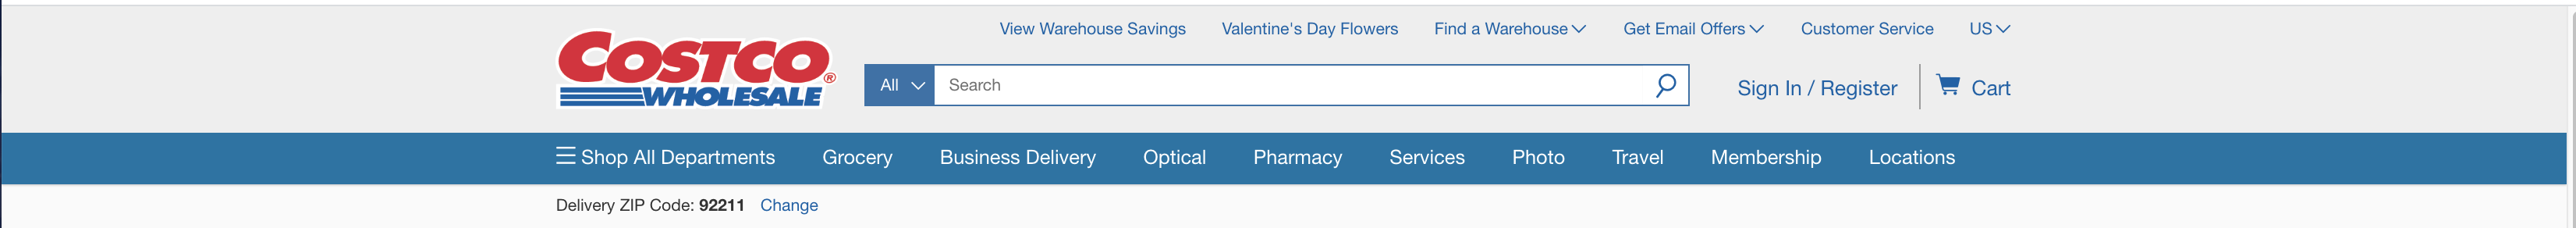 View Warehouse Savings Valentine's Day Flowers Find a Warehouse Get Email Offers Customer Service US
COSTCO®
WHOLESALE
All Search Sign In / Register Cart
Shop All Departments Grocery Business Delivery Optical Pharmacy Services Photo Travel Membership Locations
Delivery ZIP Code: 92211 Change